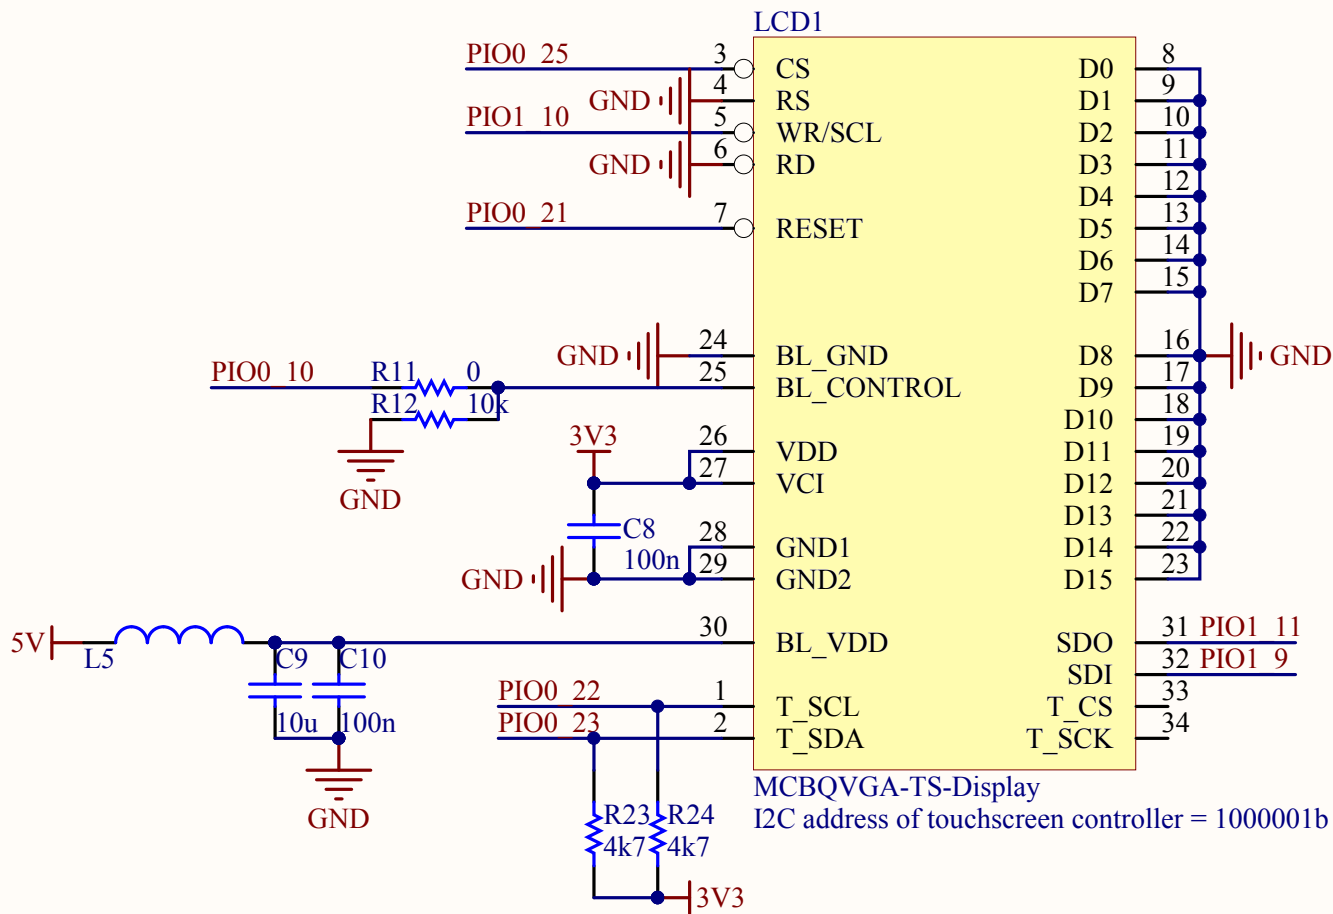 LCD1
PIO0_25 3 CS D0 8
GND 4 RS D1 9
PIO1_10 5 WR/SCL D2 10
GND 6 RD D3 11
D4 12
PIO0_21 7 RESET D5 13
D6 14
D7 15
GND 24 BL_GND D8 16 GND
PIO0_10 R11 0 25 BL_CONTROL D9 17
R12 10k D10 18
3V3 26 VDD D11 19
27 VCI D12 20
GND
D13 21
C8 28 GND1 D14 22
GND 100n 29 GND2 D15 23
5V L5 C9 C10 30 BL_VDD SDO 31 PIO1_11
SDI 32 PIO1_9
10u 100n PIO0_22 1 T_SCL T_CS 33
PIO0_23 2 T_SDA T_SCK 34
GND
MCBQVGA-TS-Display
R23 R24 I2C address of touchscreen controller = 1000001b
4k7 4k7
3V3